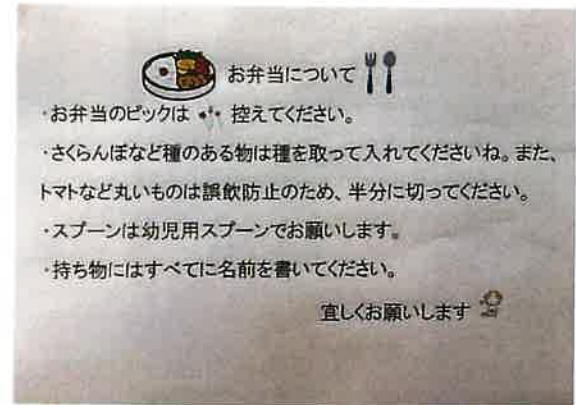 お弁当について
・お弁当のピックは 控えてください。
・さくらんぼなど種のある物は種を取って入れてくださいね。また、
トマトなど丸いものは誤飲防止のため、半分に切ってください。
・スプーンは幼児用スプーンでお願いします。
・持ち物にはすべてに名前を書いてください。
宜しくお願いします